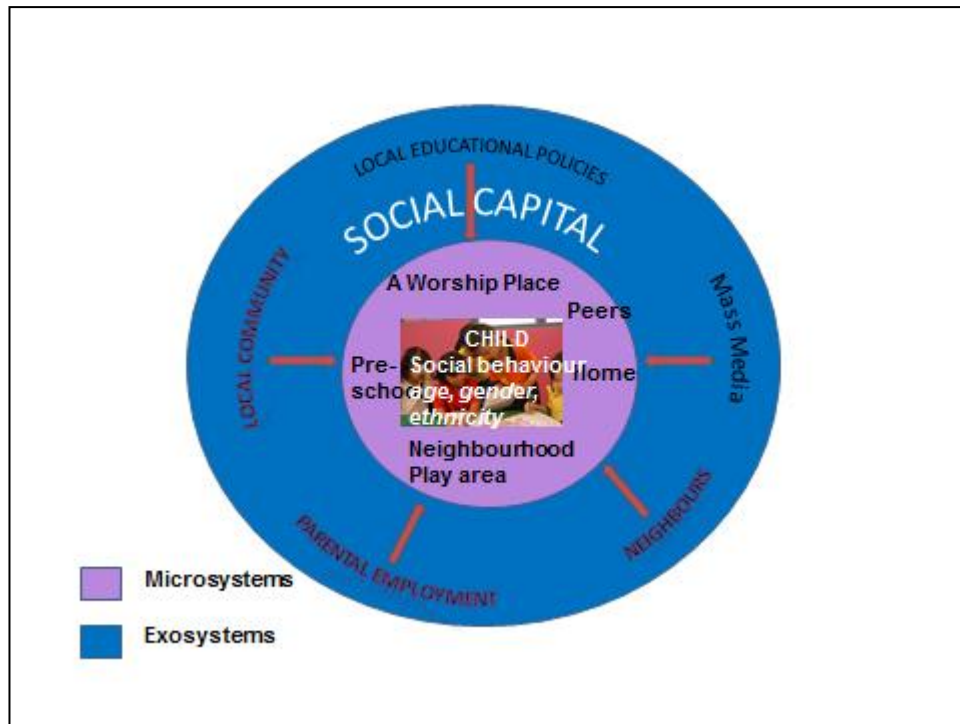 LOCAL EDUCATIONAL POLICIES
SOCIAL CAPITAL
LOCAL COMMUNITY
Mass Media
A Worship Place
Peers
CHILD
Social behaviour
age, gender,
ethnicity
Pre-
school
Home
Neighbourhood
Play area
PARENTAL EMPLOYMENT
NEIGHBOURS
Microsystems
Exosystems